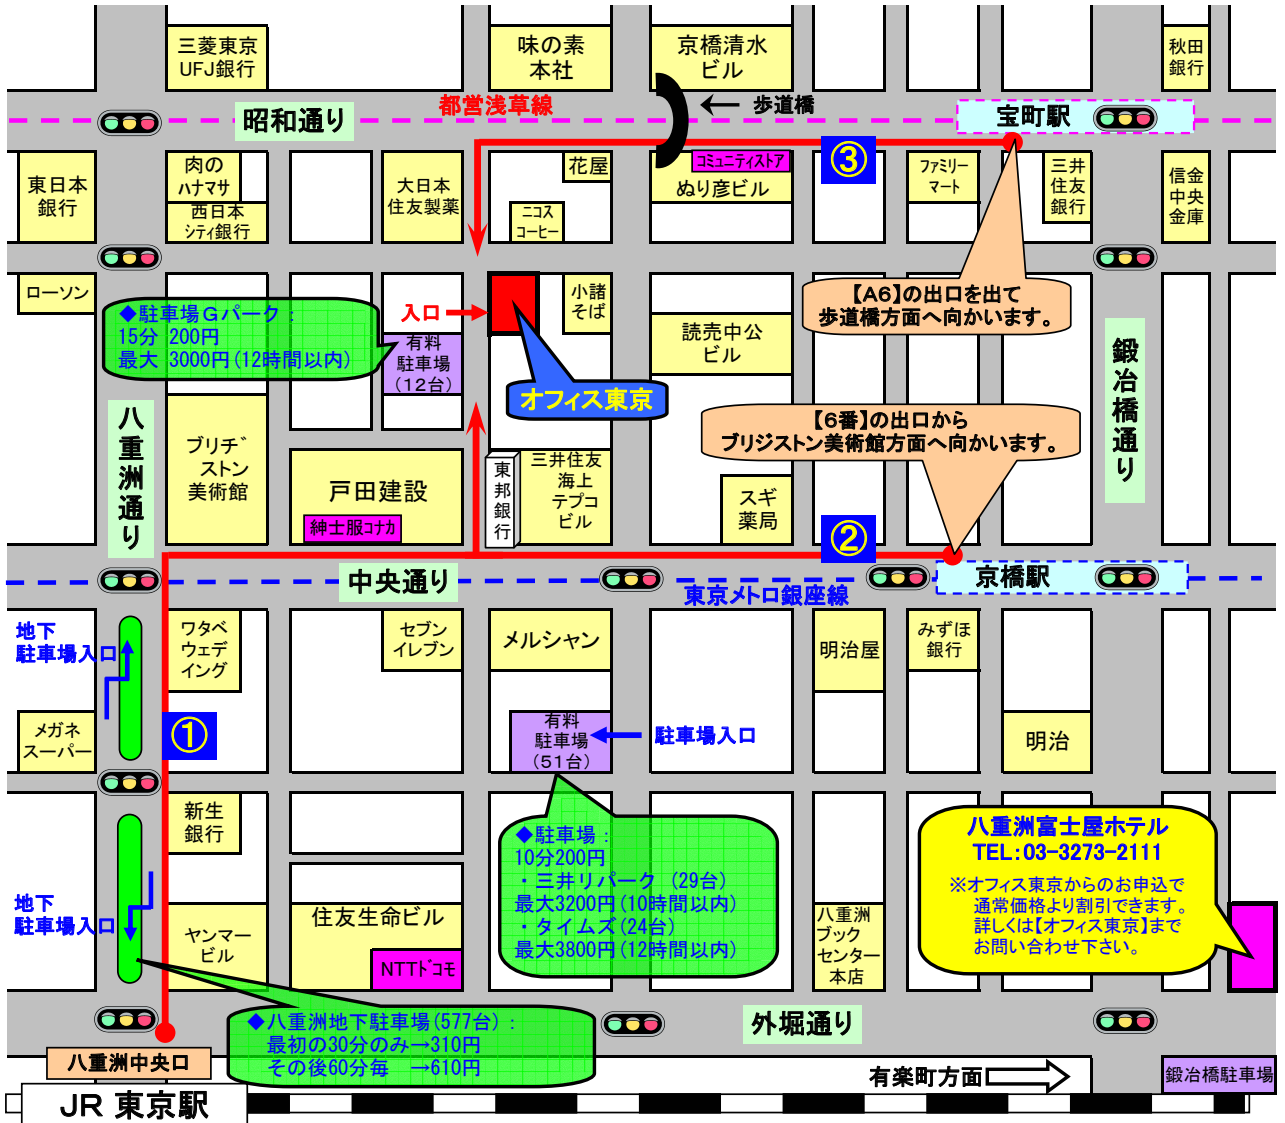 三菱東京
UFJ銀行
味の素
本社
京橋清水
ビル
秋田
銀行
昭和通り
都営浅草線
歩道橋
宝町駅
東日本
銀行
肉の
ハナマサ
西日本
シティ銀行
大日本
住友製薬
花屋
ニコス
コーヒー
コミュニティストア
ぬり彦ビル
③
ファミリー
マート
三井
住友
銀行
信金
中央
金庫
ローソン
◆駐車場Gパーク:
15分 200円
最大 3000円(12時間以内)
入口
有料
駐車場
(12台)
小諸
そば
オフィス東京
読売中公
ビル
【A6】の出口を出て
歩道橋方面へ向かいます。
鍛冶橋通り
【6番】の出口から
ブリジストン美術館方面へ向かいます。
八重洲通り
ブリヂ
ストン
美術館
戸田建設
紳士服コナカ
東邦銀行
三井住友
海上
テプコ
ビル
スギ
薬局
②
中央通り
東京メトロ銀座線
京橋駅
地下
駐車場入口
ワタベ
ウェデ
イング
セブン
イレブン
メルシャン
明治屋
みずほ
銀行
メガネ
スーパー
①
有料
駐車場
(51台)
駐車場入口
明治
新生
銀行
◆駐車場:
10分200円
・三井リパーク (29台)
最大3200円(10時間以内)
・タイムズ(24台)
最大3800円(12時間以内)
八重洲富士屋ホテル
TEL:03-3273-2111
※オフィス東京からのお申込で
通常価格より割引できます。
詳しくは【オフィス東京】まで
お問い合わせ下さい。
地下
駐車場入口
ヤンマー
ビル
住友生命ビル
NTTドコモ
八重洲
ブック
センター
本店
◆八重洲地下駐車場(577台):
最初の30分のみ→310円
その後60分毎 →610円
外堀通り
八重洲中央口
有楽町方面
鍛冶橋駐車場
JR 東京駅